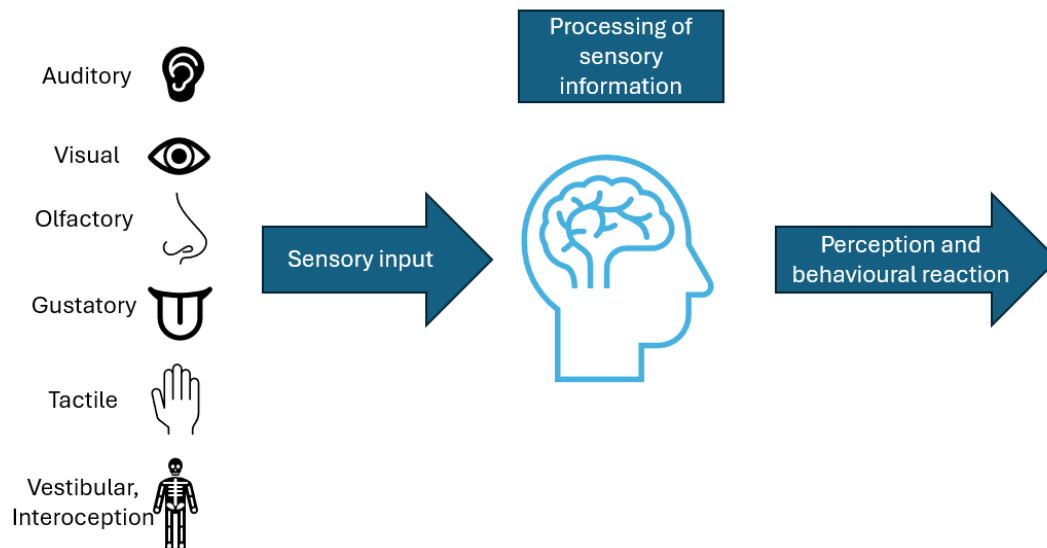 Auditory
Visual
Olfactory
Gustatory
Tactile
Vestibular,
Interoception
Sensory input
Processing of
sensory
information
Perception and
behavioural reaction